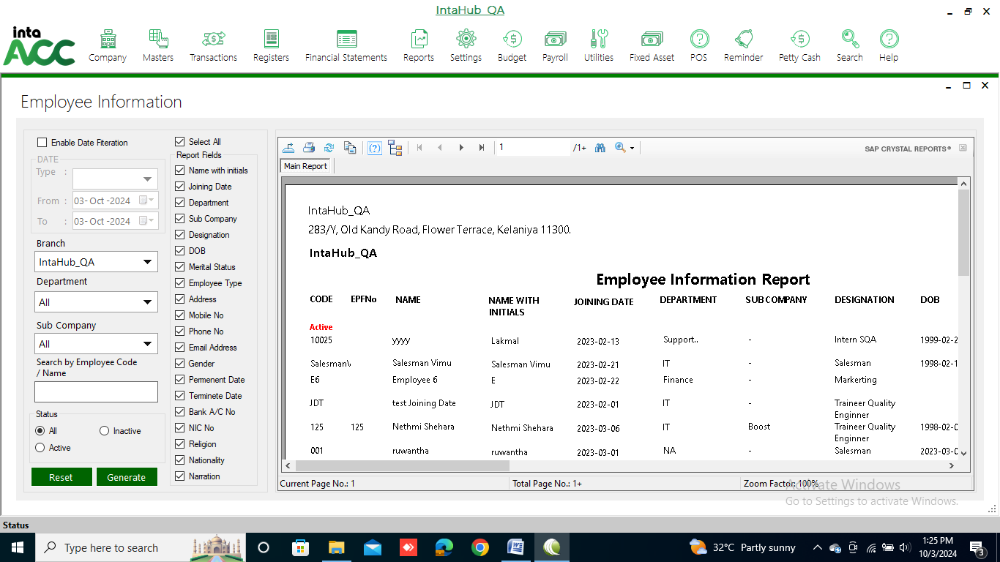 IntaHub_QA
inta
ACC
Company
Masters
Transactions
Registers
Financial Statements
Reports
Settings
Budget
Payroll
Utilities
Fixed Asset
POS
Reminder
Petty Cash
Search
Help
Employee Information
Enable Date Fiteration
DATE
Type :
From : 03- Oct -2024
To : 03- Oct -2024
Branch
IntaHub_QA
Department
All
Sub Company
All
Search by Employee Code
/ Name
Status
All
Inactive
Active
Reset
Generate
Select All
Report Fields
Name with initials
Joining Date
Department
Sub Company
Designation
DOB
Merital Status
Employee Type
Address
Mobile No
Phone No
Email Address
Gender
Permenent Date
Terminete Date
Bank A/C No
NIC No
Religion
Nationality
Narration
1 /1+
SAP CRYSTAL REPORTS®
Main Report
IntaHub_QA
283/Y, Old Kandy Road, Flower Terrace, Kelaniya 11300.
IntaHub_QA
Employee Information Report
CODE EPFNo NAME NAME WITH INITIALS JOINING DATE DEPARTMENT SUB COMPANY DESIGNATION DOB
Active
10025 yyyy Lakmal 2023-02-13 Support.. - Intern SQA 1999-02-2
Salesman\ Salesman Vimu Salesman Vimu 2023-02-21 IT - Salesman 1998-02-1
E6 Employee 6 E 2023-02-22 Finance - Markerting
JDT test Joining Date JDT 2023-02-01 IT - Traineer Quality
Enginner
125 125 Nethmi Shehara Nethmi Shehara 2023-03-06 IT Boost Traineer Quality 1998-02-0
Enginner
001 ruwantha ruwantha 2023-03-01 NA - Salesman 2023-03-0
Current Page No.: 1
Total Page No.: 1+
Zoom Factor: 100%
Activate Windows
Go to Settings to activate Windows.
Status
Type here to search
32°C Partly sunny
1:25 PM
10/3/2024
3